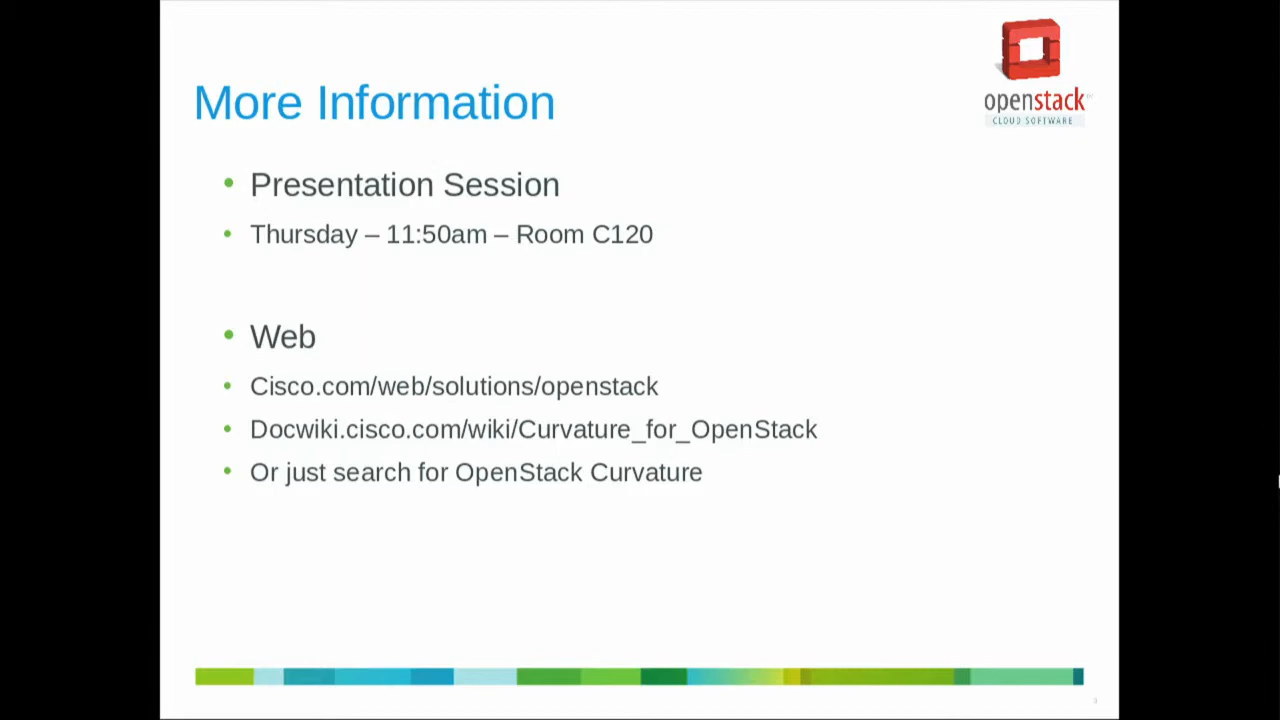 openstack
CLOUD SOFTWARE
More Information
Presentation Session
Thursday – 11:50am – Room C120
Web
Cisco.com/web/solutions/openstack
Docwiki.cisco.com/wiki/Curvature_for_OpenStack
Or just search for OpenStack Curvature